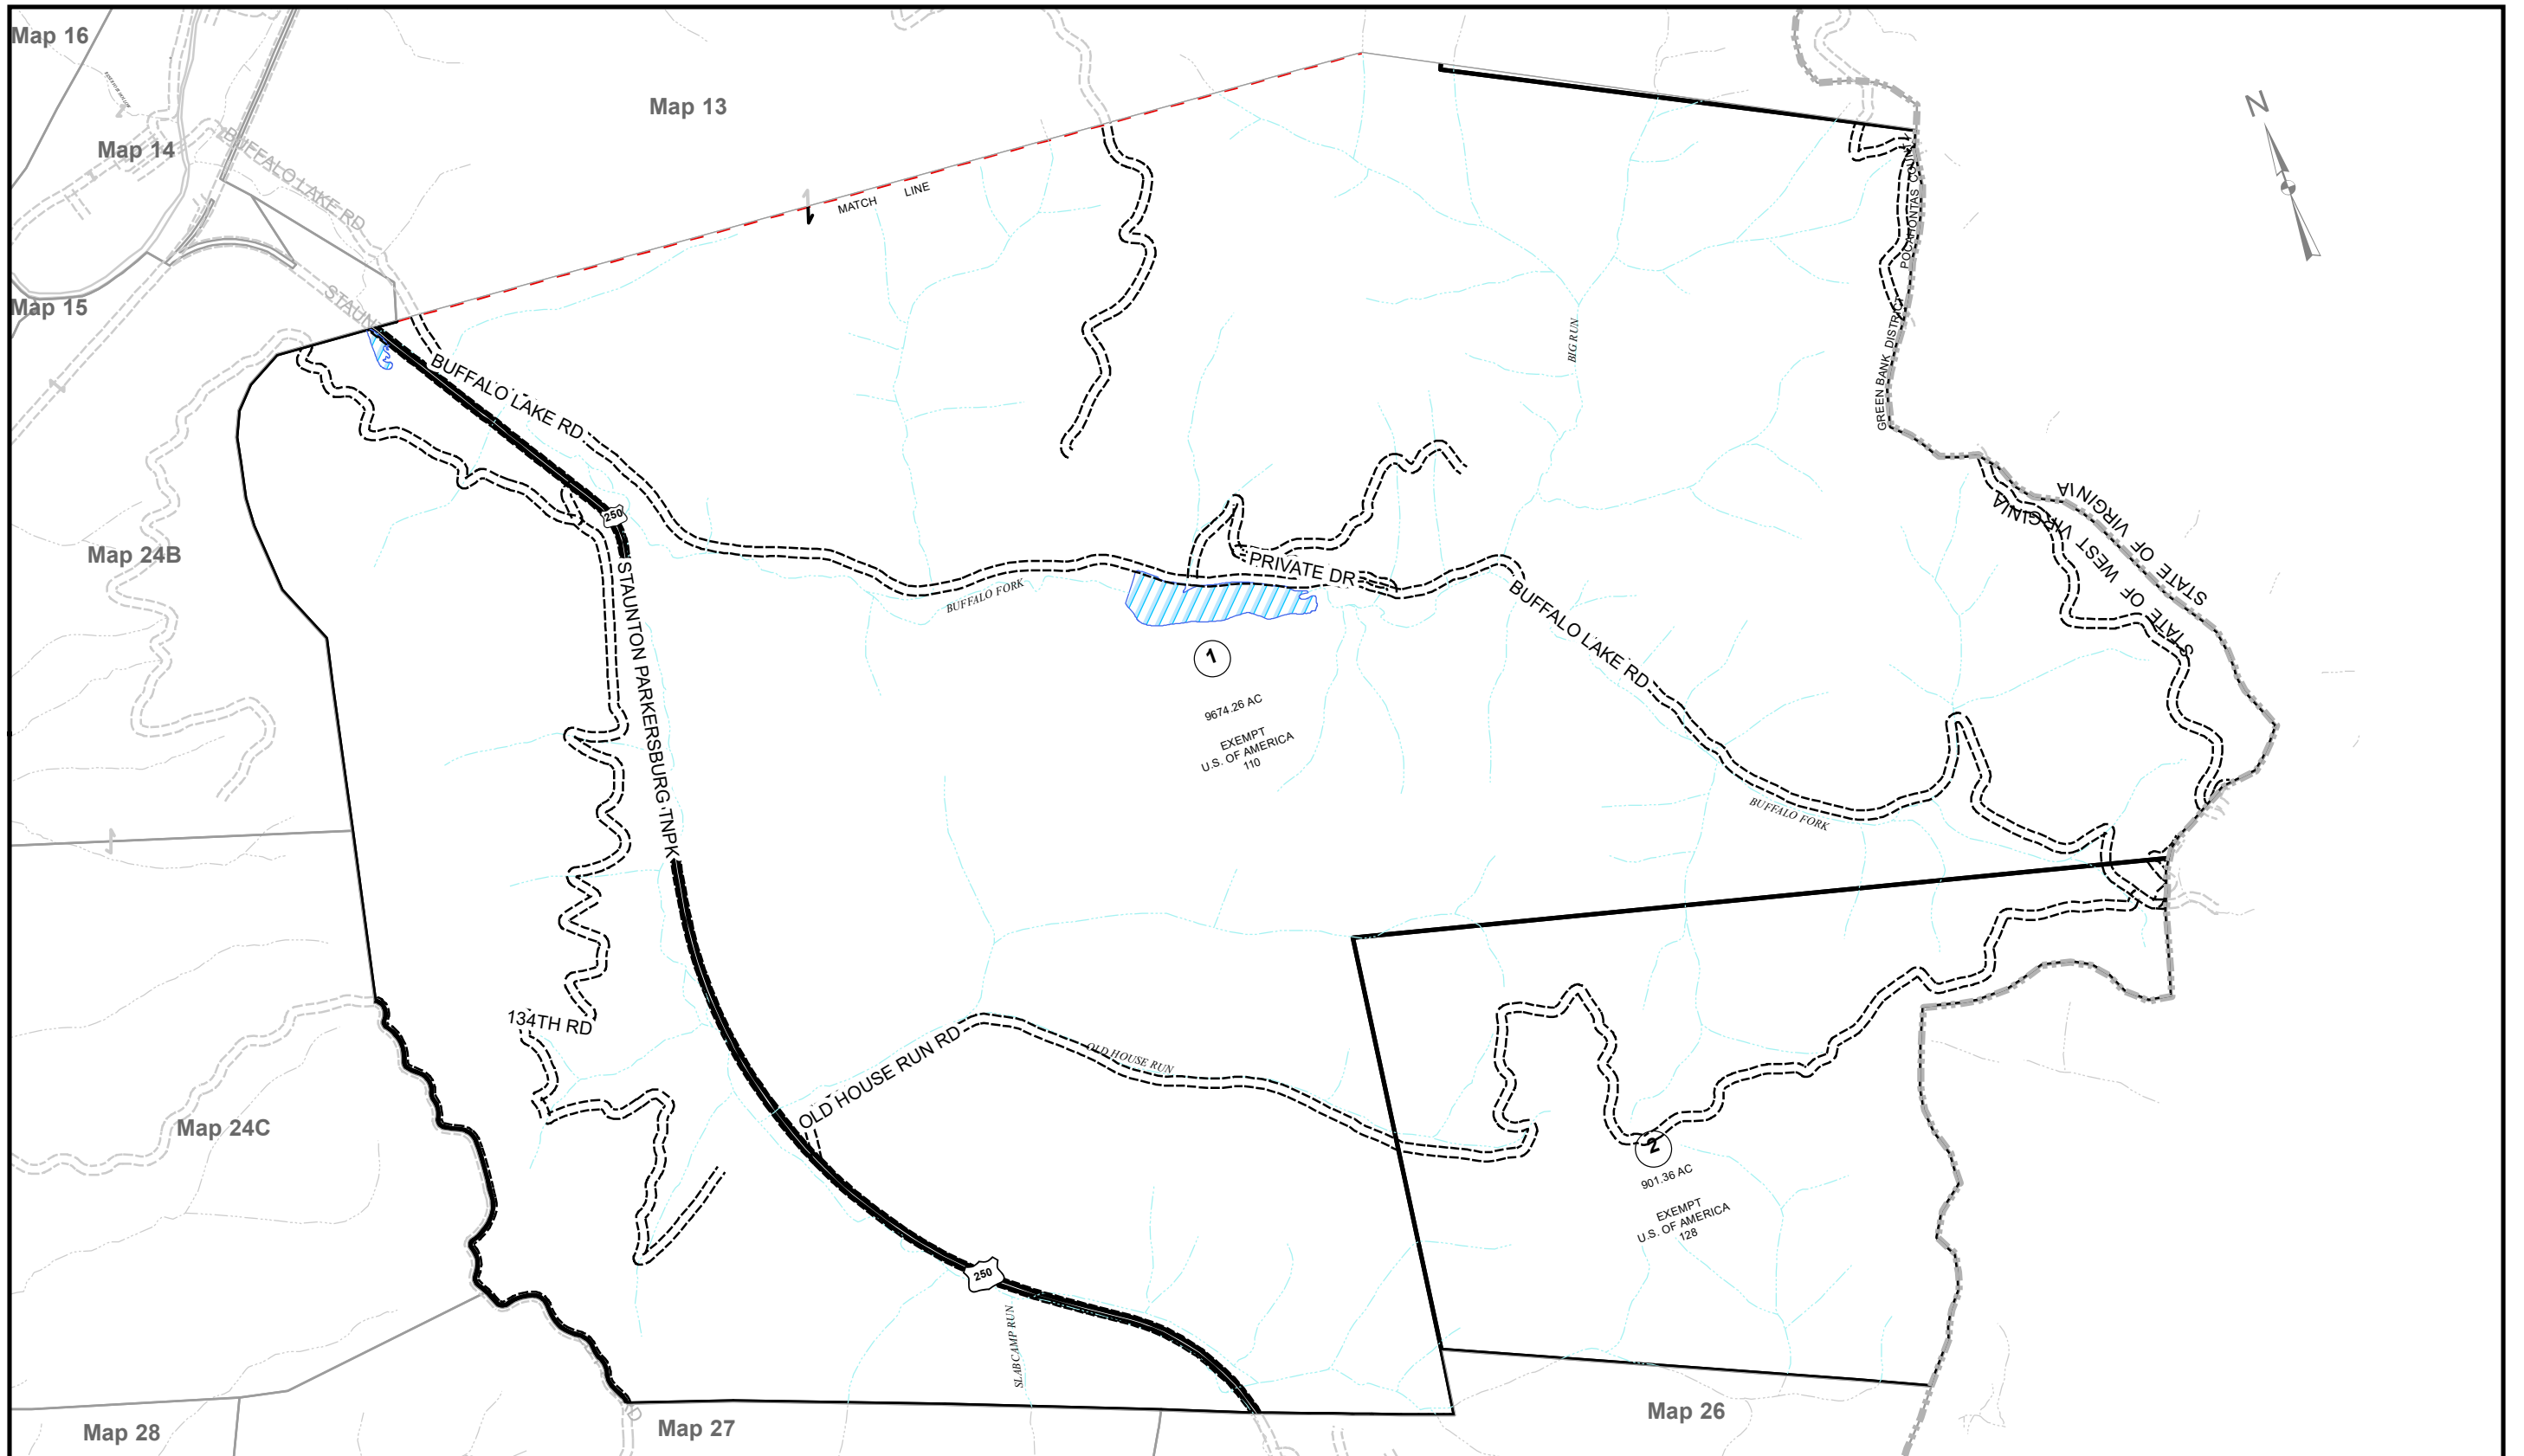 Map 16
Map 13
Map 14
BUFFALO LAKE RD
N
POCAHONTAS COUNTY
MATCH LINE
1
Map 15
STAUN
GREEN BANK DISTRICT
BIG RUN
BUFFALO LAKE RD
250
STATE OF VIRGINIA
STATE OF WEST VIRGINIA
Map 24B
PRIVATE DR
BUFFALO FORK
BUFFALO LAKE RD
STAUNTON PARKERSBURG TNPK
1
9674.26 AC
EXEMPT
U.S. OF AMERICA
110
BUFFALO FORK
134TH RD
OLD HOUSE RUN RD
OLD HOUSE RUN
Map 24C
2
901.36 AC
EXEMPT
U.S. OF AMERICA
128
250
SLABCAMP RUN
Map 28
Map 27
Map 26